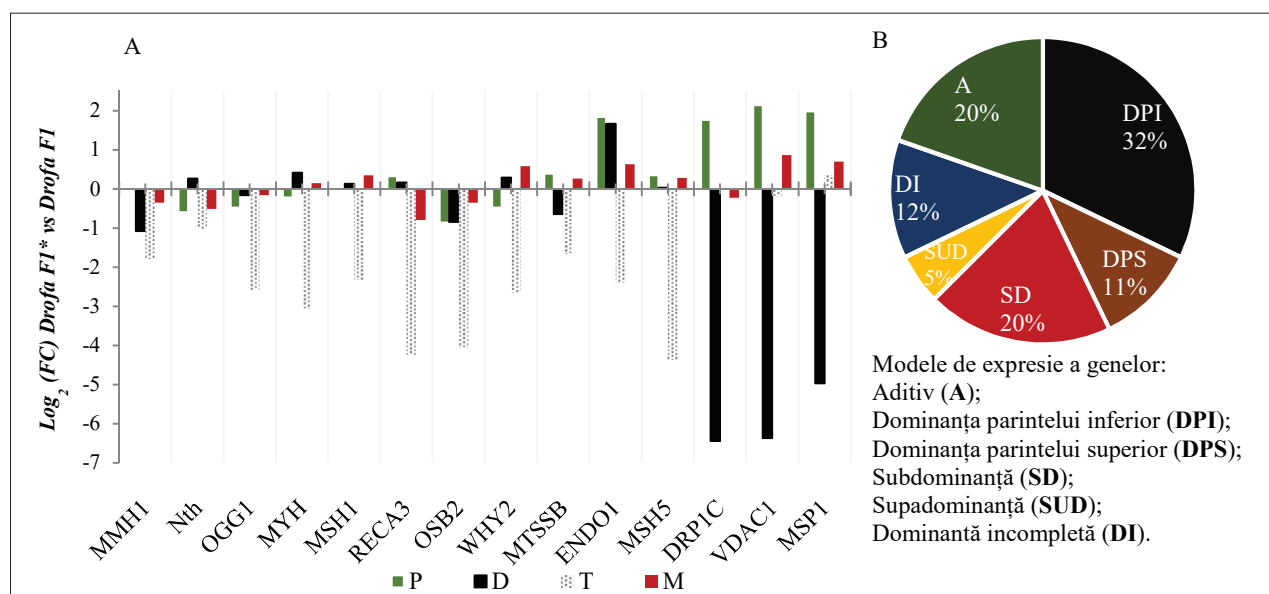 A
Log2 (FC) Drofa F1* vs Drofa F1
2
1
0
-1
-2
-3
-4
-5
-6
-7
MMH1
Nth
OGG1
MYH
MSH1
RECA3
OSB2
WHY2
MTSSB
ENDO1
MSH5
DRP1C
VDAC1
MSP1
P D T M
B
A
20%
DPI
32%
DI
12%
SUD
5%
SD
20%
DPS
11%
Modele de expresie a genelor:
Aditiv (A);
Dominanța parintelui inferior (DPI);
Dominanța parintelui superior (DPS);
Subdominanță (SD);
Supadominanță (SUD);
Dominantă incompletă (DI).